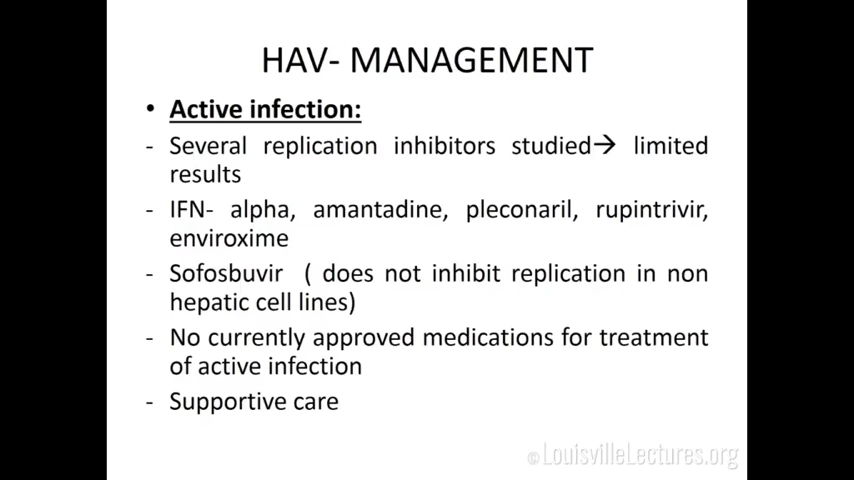 HAV- MANAGEMENT
• Active infection:
- Several replication inhibitors studied→ limited
results
- IFN- alpha, amantadine, pleconaril, rupintrivir,
enviroxime
- Sofosbuvir ( does not inhibit replication in non
hepatic cell lines)
- No currently approved medications for treatment
of active infection
- Supportive care
©LouisvilleLectures.org